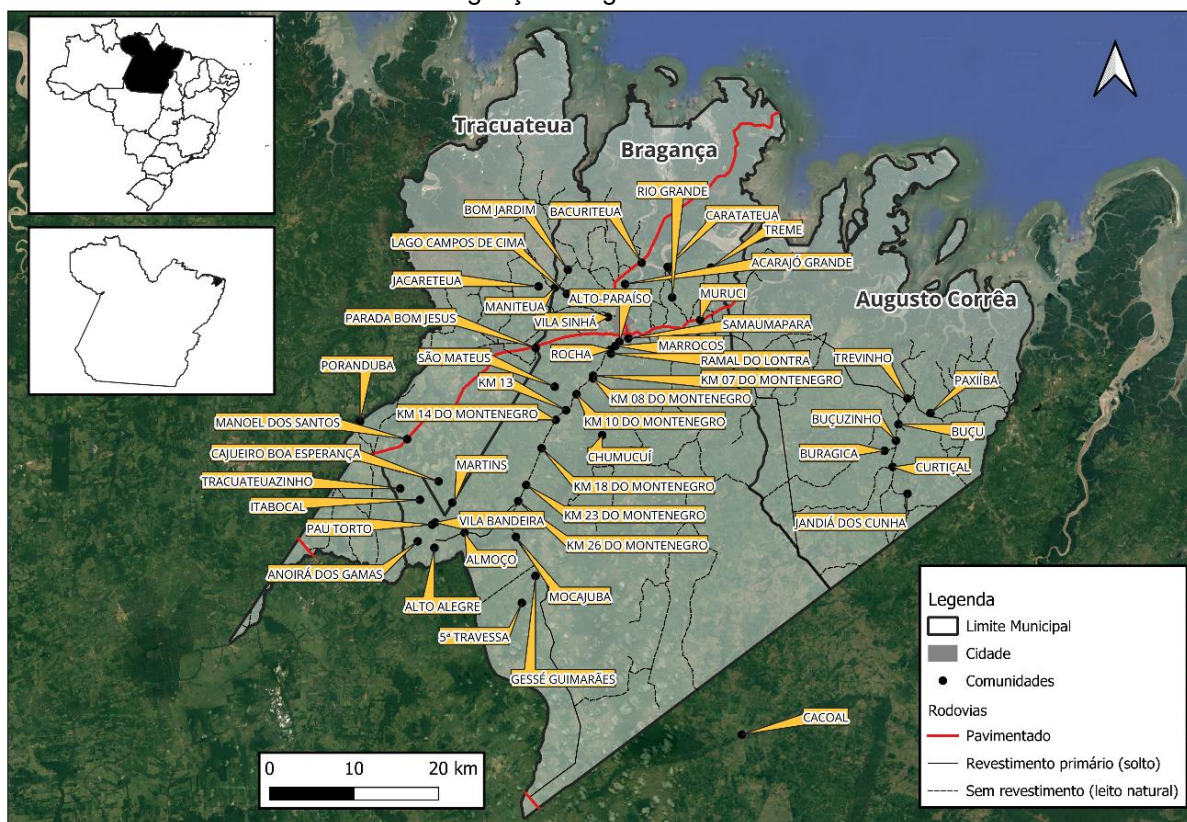 Tracuateua
Bragança
RIO GRANDE
BOM JARDIM
BACURITEUA
CARATATEUA
TREME
LAGO CAMPOS DE CIMA
ACARAJÓ GRANDE
JACARETEUA
MANITEUA
ALTO-PARAÍSO
MURUCI
Augusto Corrêa
PARADA BOM JESUS
VILA SINHÁ
SAMAUMAPARA
SÃO MATEUS
ROCHA
MARROCOS
RAMAL DO LONTRA
TREVINHO
PORANDUBA
KM 13
KM 07 DO MONTENEGRO
PAXIÍBA
KM 08 DO MONTENEGRO
KM 14 DO MONTENEGRO
MANOEL DOS SANTOS
KM 10 DO MONTENEGRO
BUÇUZINHO
BUÇU
CAJUEIRO BOA ESPERANÇA
MARTINS
CHUMUCUÍ
BURAGICA
CURTIÇAL
TRACUATEUAZINHO
KM 18 DO MONTENEGRO
ITABOCAL
KM 23 DO MONTENEGRO
PAU TORTO
VILA BANDEIRA
JANDIÁ DOS CUNHA
KM 26 DO MONTENEGRO
ALMOÇO
ANOIRÁ DOS GAMAS
MOCAJUBA
ALTO ALEGRE
5ª TRAVESSA
GESSÉ GUIMARÃES
CACOAL
Legenda
Limite Municipal
Cidade
Comunidades
Rodovias
Pavimentado
Revestimento primário (solto)
Sem revestimento (leito natural)
0 10 20 km